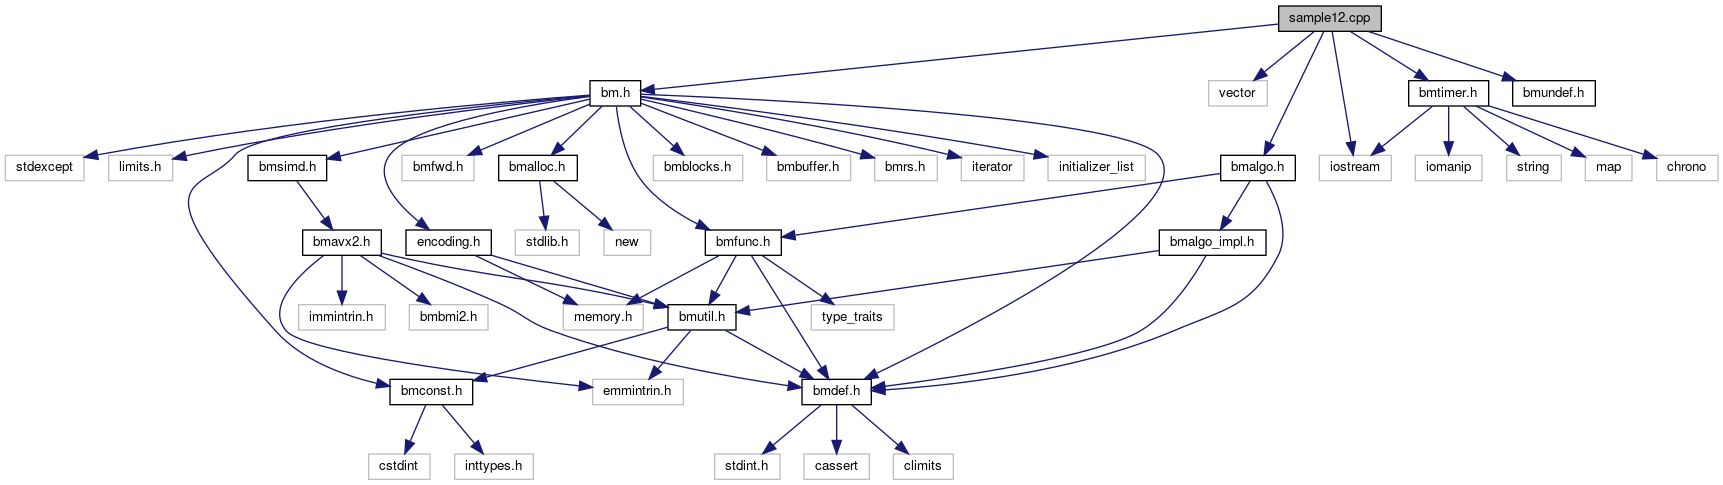 sample12.cpp
bm.h
vector
bmtimer.h
bmundef.h
stdexcept
limits.h
bmsimd.h
bmfwd.h
bmalloc.h
bmblocks.h
bmbuffer.h
bmrs.h
iterator
initializer_list
bmalgo.h
iostream
iomanip
string
map
chrono
bmavx2.h
encoding.h
stdlib.h
new
bmfunc.h
bmalgo_impl.h
immintrin.h
bmbmi2.h
memory.h
bmutil.h
type_traits
bmconst.h
emmintrin.h
bmdef.h
cstdint
inttypes.h
stdint.h
cassert
climits